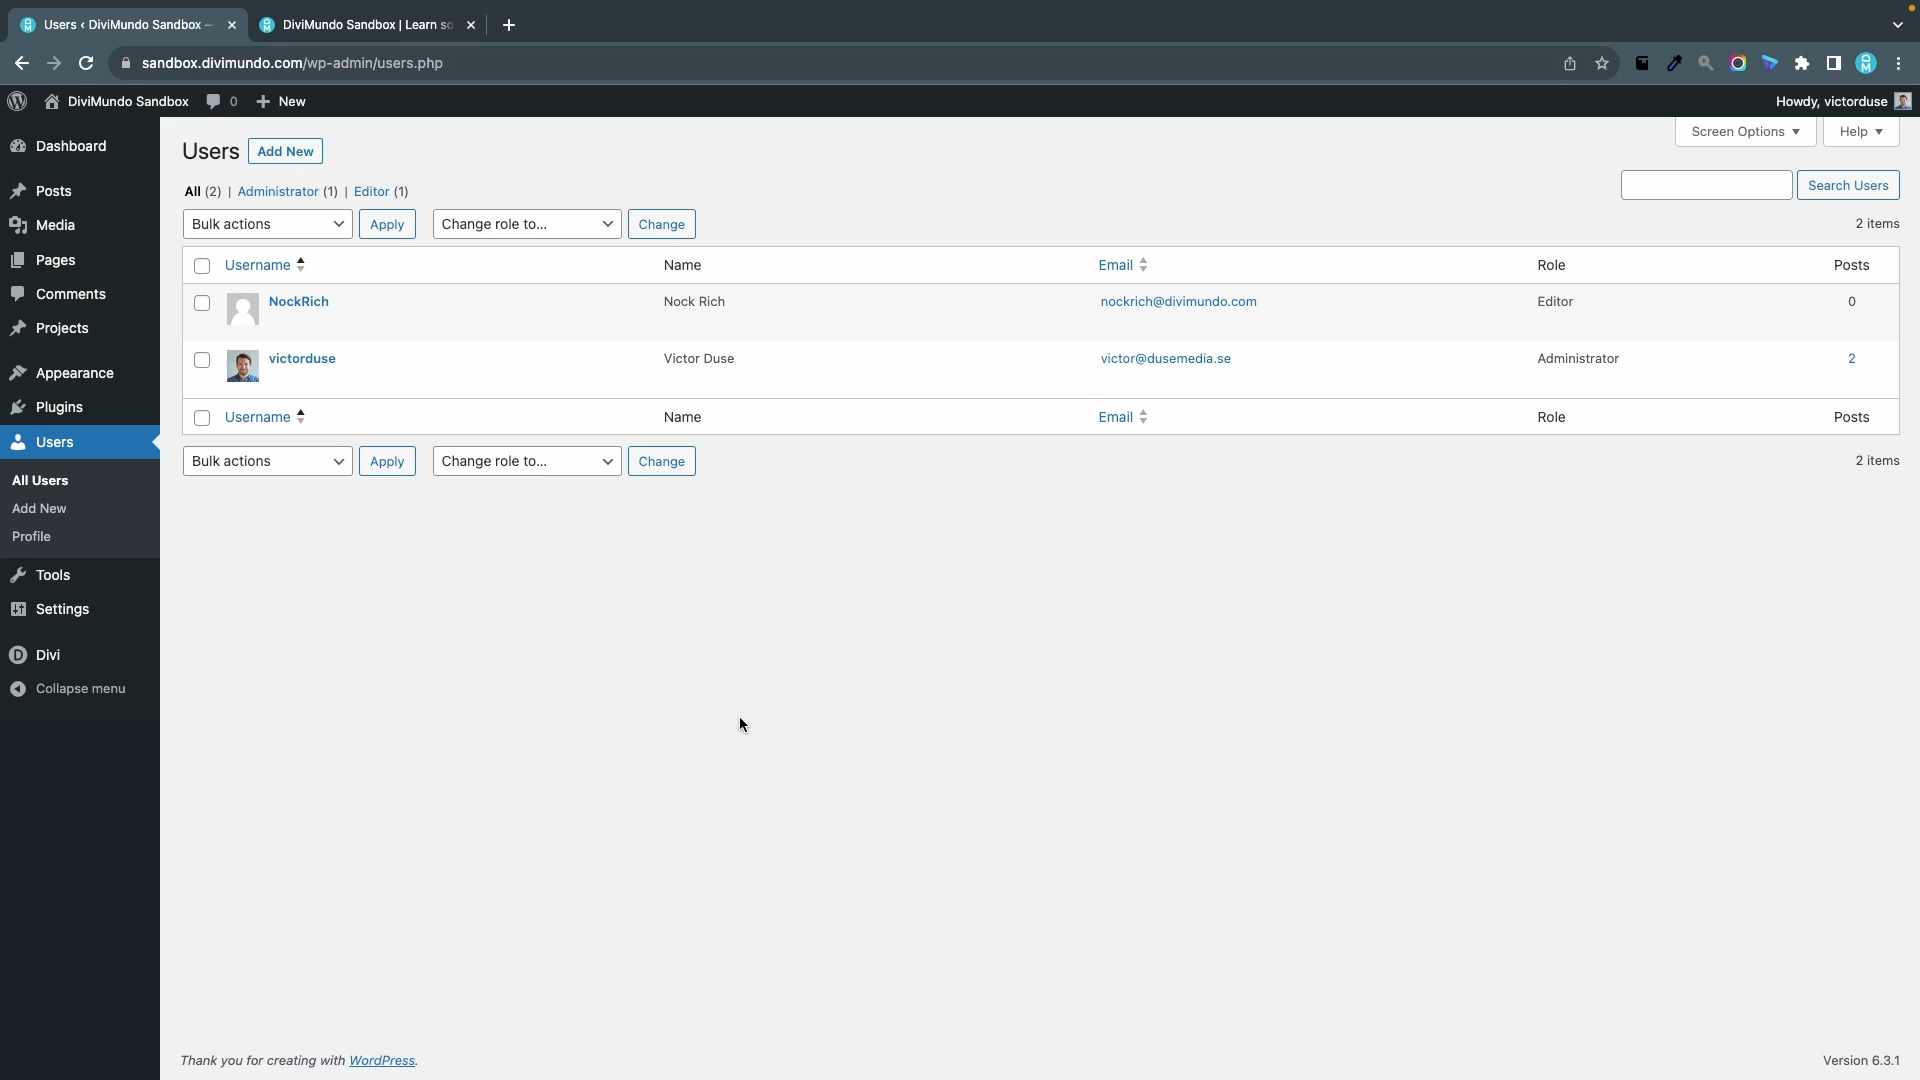 Users ‹ DiviMundo Sandbox —
DiviMundo Sandbox | Learn so
sandbox.divimundo.com/wp-admin/users.php
DiviMundo Sandbox 0 New
Howdy, victorduse
Dashboard
Posts
Media
Pages
Comments
Projects
Appearance
Plugins
Users
All Users
Add New
Profile
Tools
Settings
Divi
Collapse menu
Screen Options
Help
Users Add New
All (2) | Administrator (1) | Editor (1)
Search Users
Bulk actions Apply Change role to... Change 2 items
Username Name Email Role Posts
NockRich Nock Rich nockrich@divimundo.com Editor 0
victorduse Victor Duse victor@dusemedia.se Administrator 2
Username Name Email Role Posts
Bulk actions Apply Change role to... Change 2 items
Thank you for creating with WordPress. Version 6.3.1